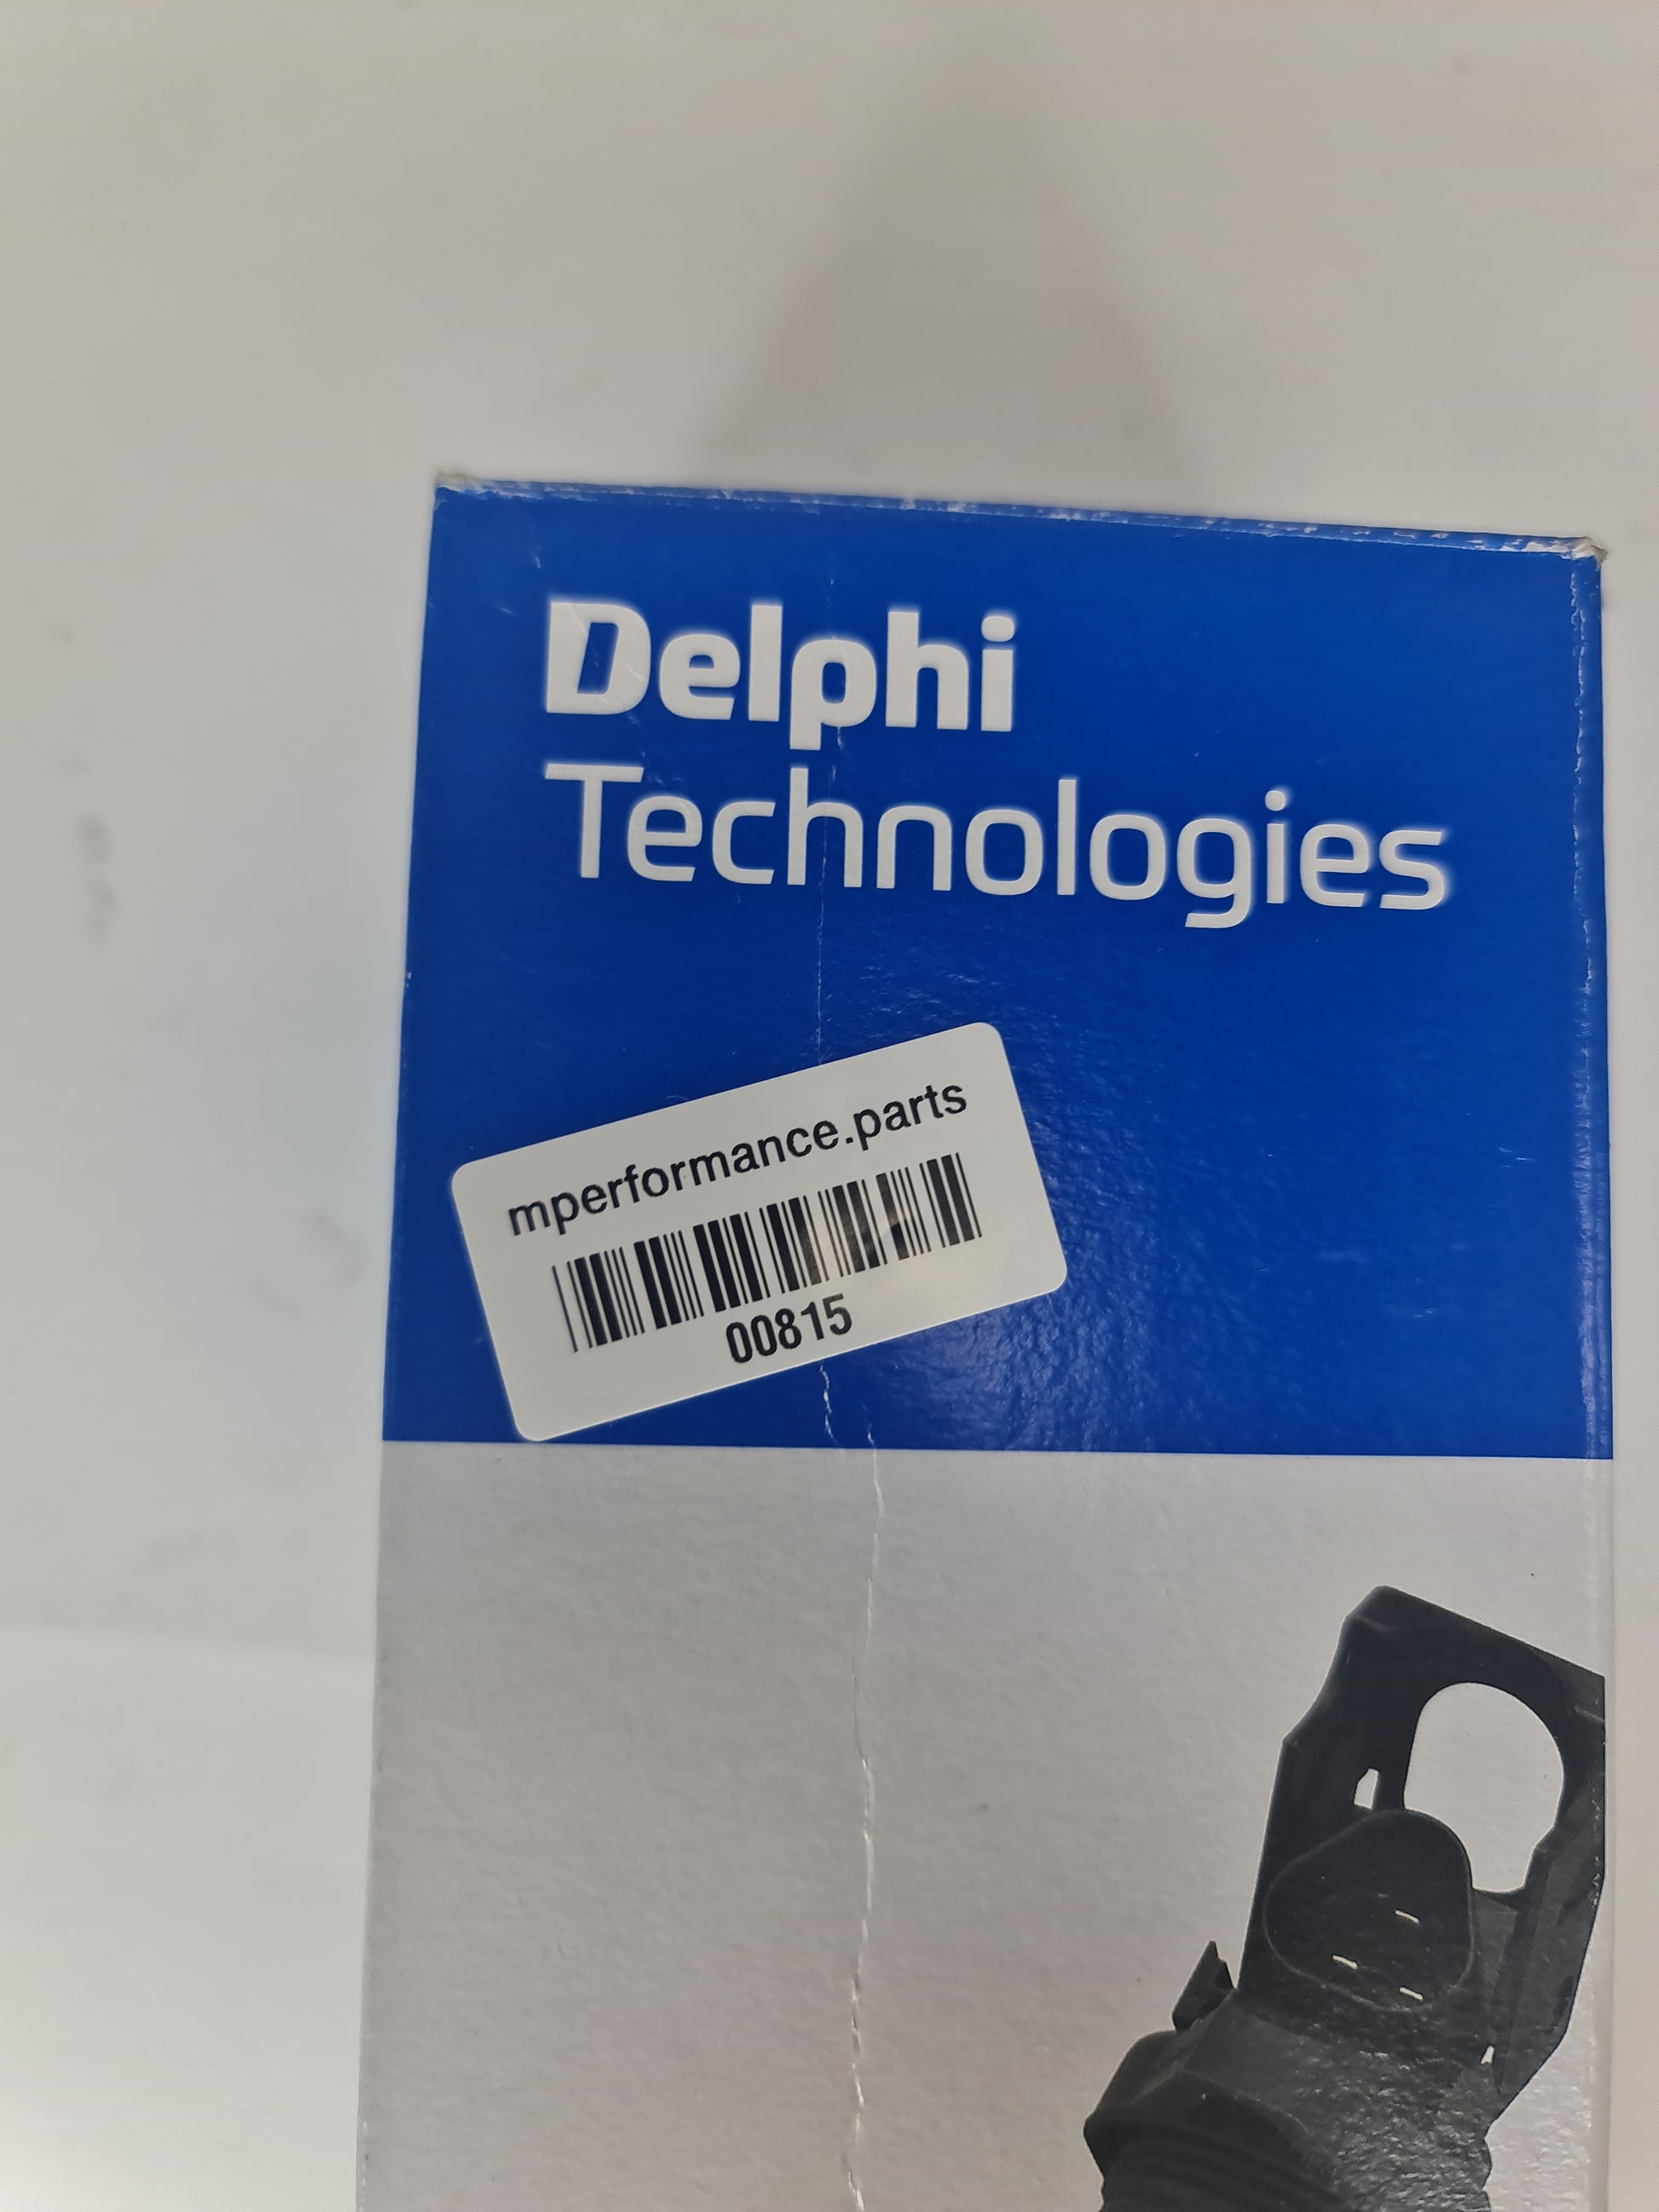 Delphi
Technologies
mperformance.parts
00815